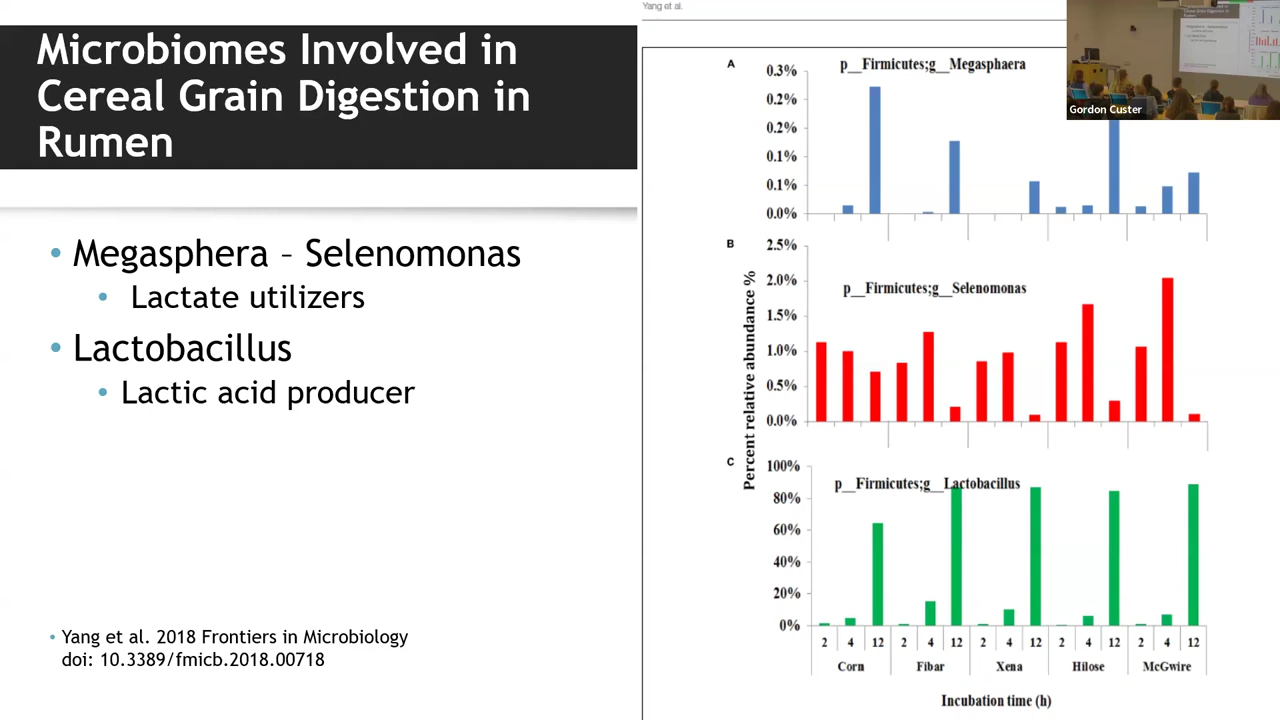 Microbiomes Involved in
Cereal Grain Digestion in
Rumen
• Megasphera – Selenomonas
• Lactate utilizers
• Lactobacillus
• Lactic acid producer
• Yang et al. 2018 Frontiers in Microbiology
doi: 10.3389/fmicb.2018.00718
Yang et al.
Gordon Custer
A
p__Firmicutes;g__Megasphaera
0.3%
0.2%
0.2%
0.1%
0.1%
0.0%
B
p__Firmicutes;g__Selenomonas
2.5%
2.0%
1.5%
1.0%
0.5%
0.0%
Percent relative abundance %
C
p__Firmicutes;g__Lactobacillus
100%
80%
60%
40%
20%
0%
2 4 12 2 4 12 2 4 12 2 4 12 2 4 12
Corn Fibar Xena Hilose McGwire
Incubation time (h)